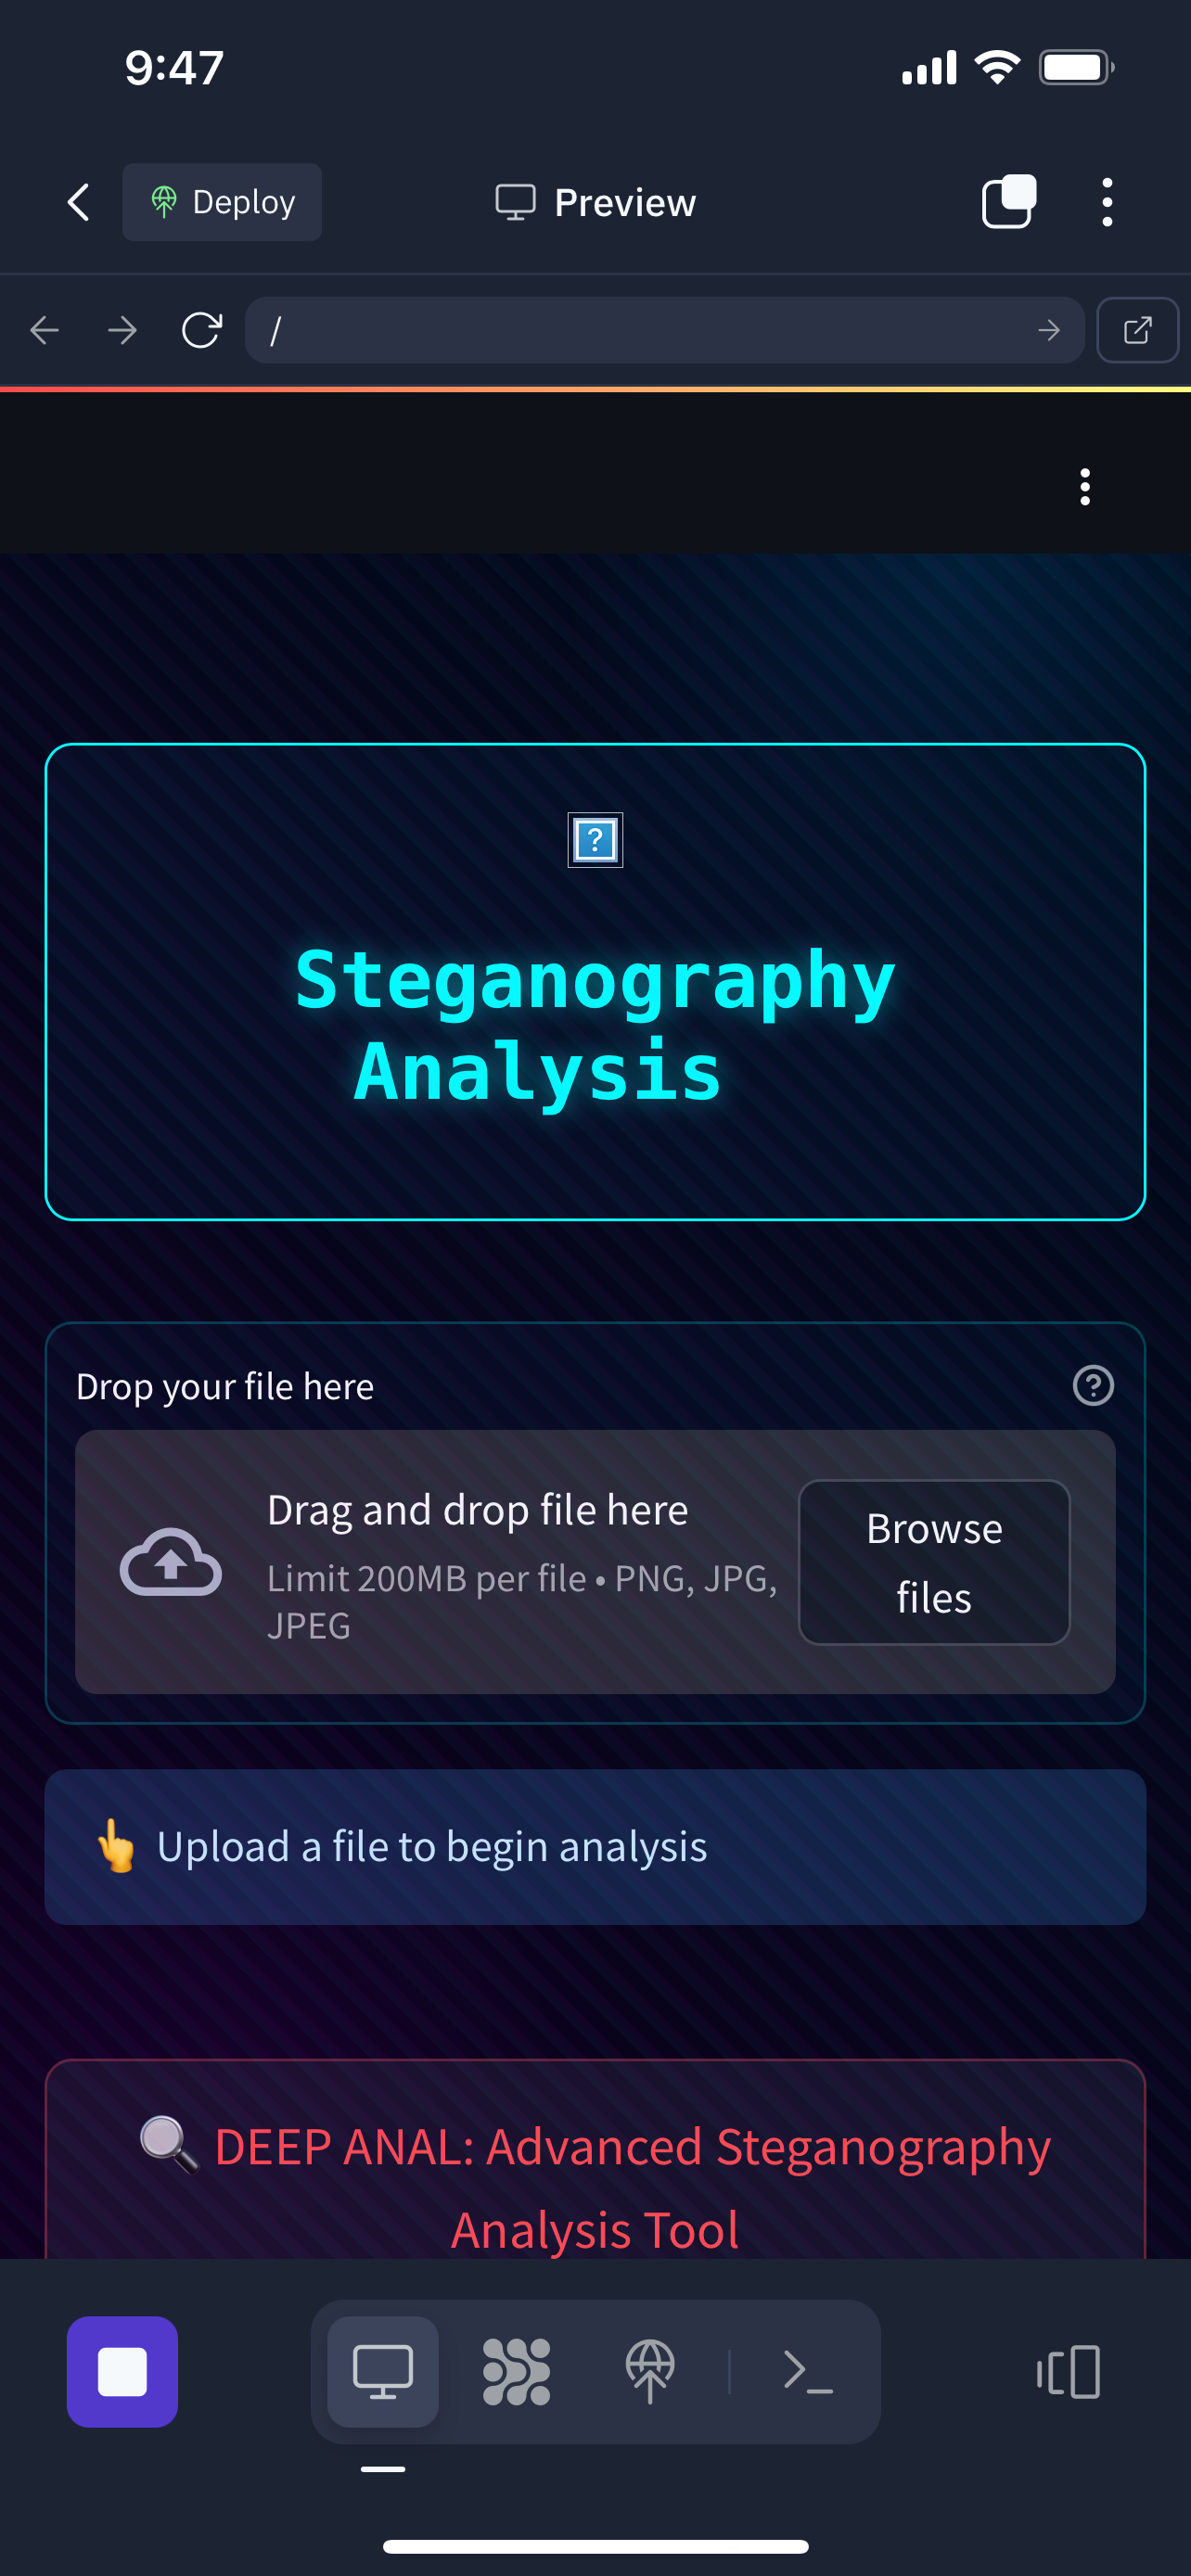 9:47
Deploy
Preview
/
?
Steganography
Analysis
Drop your file here
?
Drag and drop file here
Limit 200MB per file • PNG, JPG,
JPEG
Browse
files
👆 Upload a file to begin analysis
🔍 DEEP ANAL: Advanced Steganography
Analysis Tool